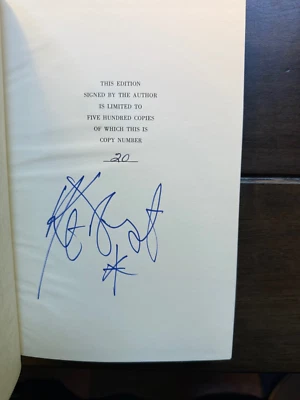 THIS EDITION
SIGNED BY THE AUTHOR
IS LIMITED TO
FIVE HUNDRED COPIES
OF WHICH THIS IS
COPY NUMBER
20